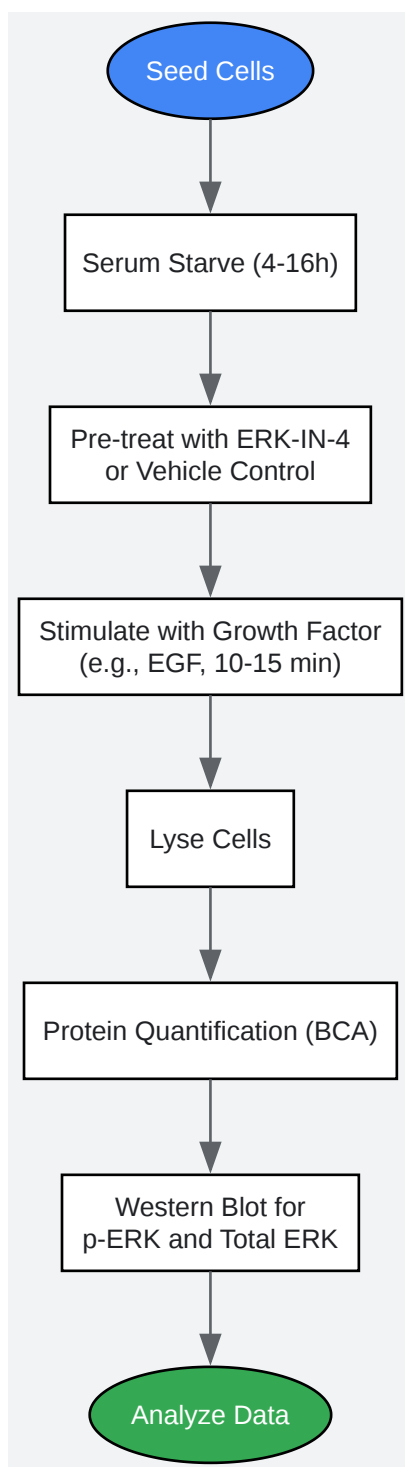 Seed Cells
Serum Starve (4-16h)
Pre-treat with ERK-IN-4
or Vehicle Control
Stimulate with Growth Factor
(e.g., EGF, 10-15 min)
Lyse Cells
Protein Quantification (BCA)
Western Blot for
p-ERK and Total ERK
Analyze Data